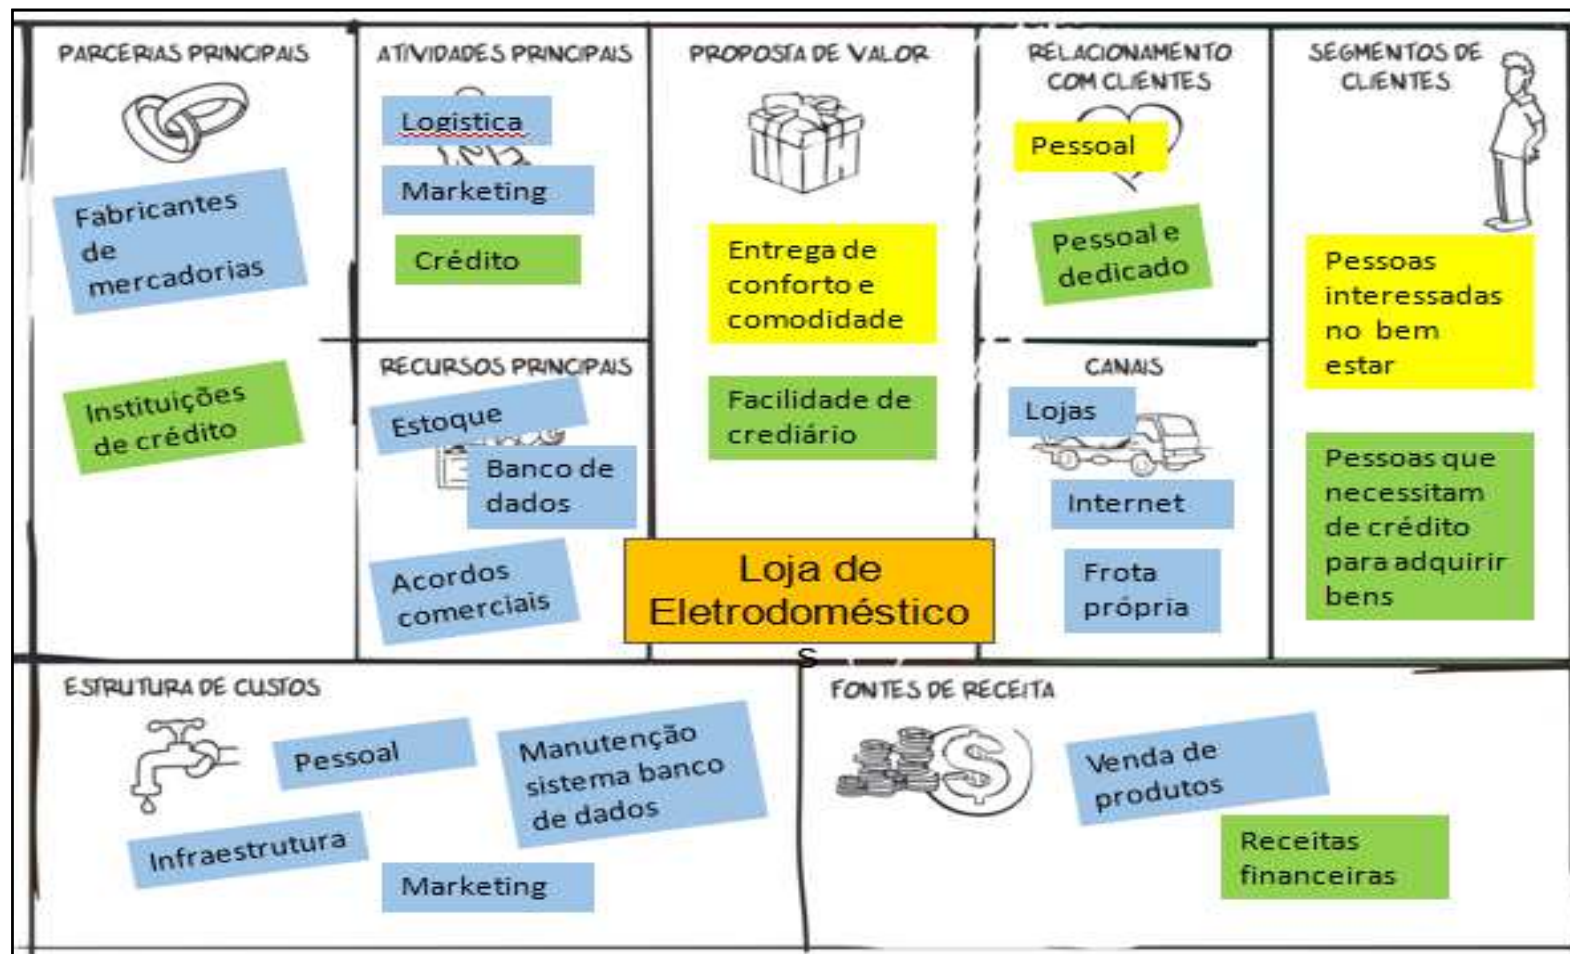 PARCERIAS PRINCIPAIS
Fabricantes
de
mercadorias
Instituições
de crédito
ATIVIDADES PRINCIPAIS
Logística
Marketing
Crédito
RECURSOS PRINCIPAIS
Estoque
Banco de
dados
Acordos
comerciais
PROPOSTA DE VALOR
Entrega de
conforto e
comodidade
Facilidade de
crediário
Loja de
Eletrodoméstico
s
RELACIONAMENTO
COM CLIENTES
Pessoal
Pessoal e
dedicado
CANAIS
Lojas
Internet
Frota
própria
SEGMENTOS DE
CLIENTES
Pessoas
interessadas
no bem
estar
Pessoas que
necessitam
de crédito
para adquirir
bens
ESTRUTURA DE CUSTOS
Pessoal
Manutenção
sistema banco
de dados
Infraestrutura
Marketing
FONTES DE RECEITA
Venda de
produtos
Receitas
financeiras